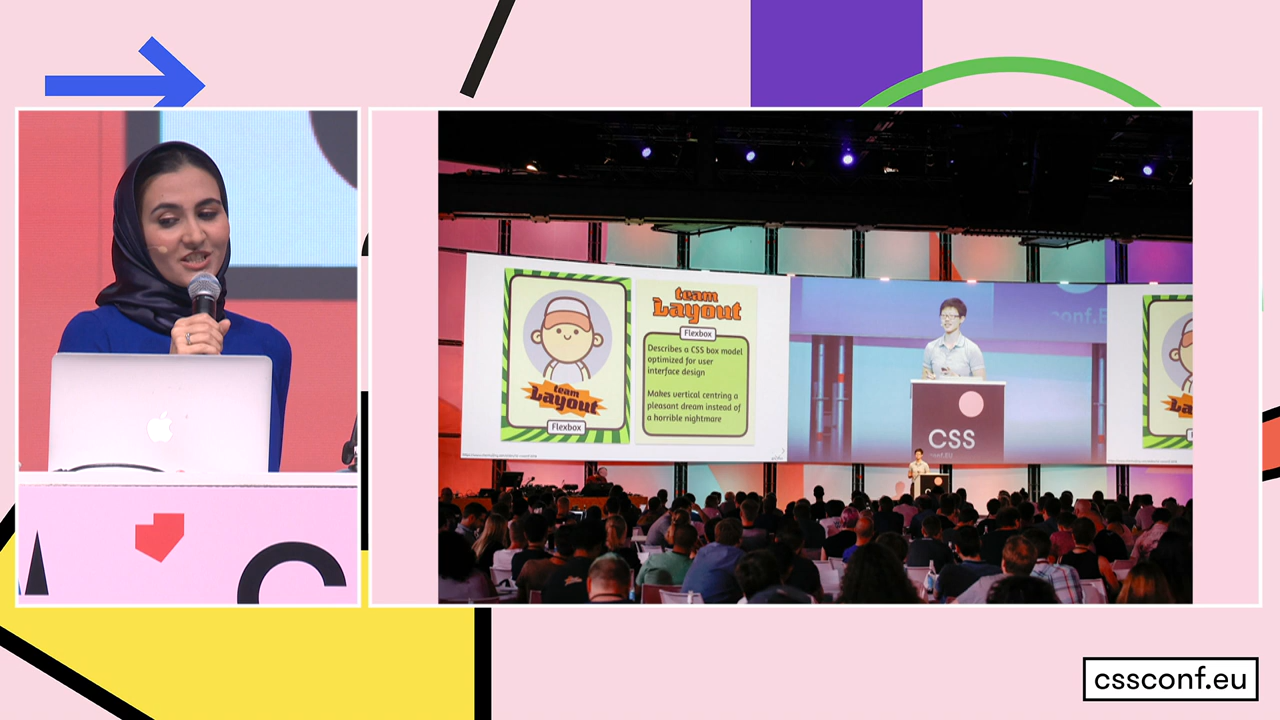 team
Layout
Flexbox
team
Layout
Flexbox
Describes a CSS box model
optimized for user
interface design
Makes vertical centring a
pleasant dream instead of
a horrible nightmare
CSS
cssconf.eu